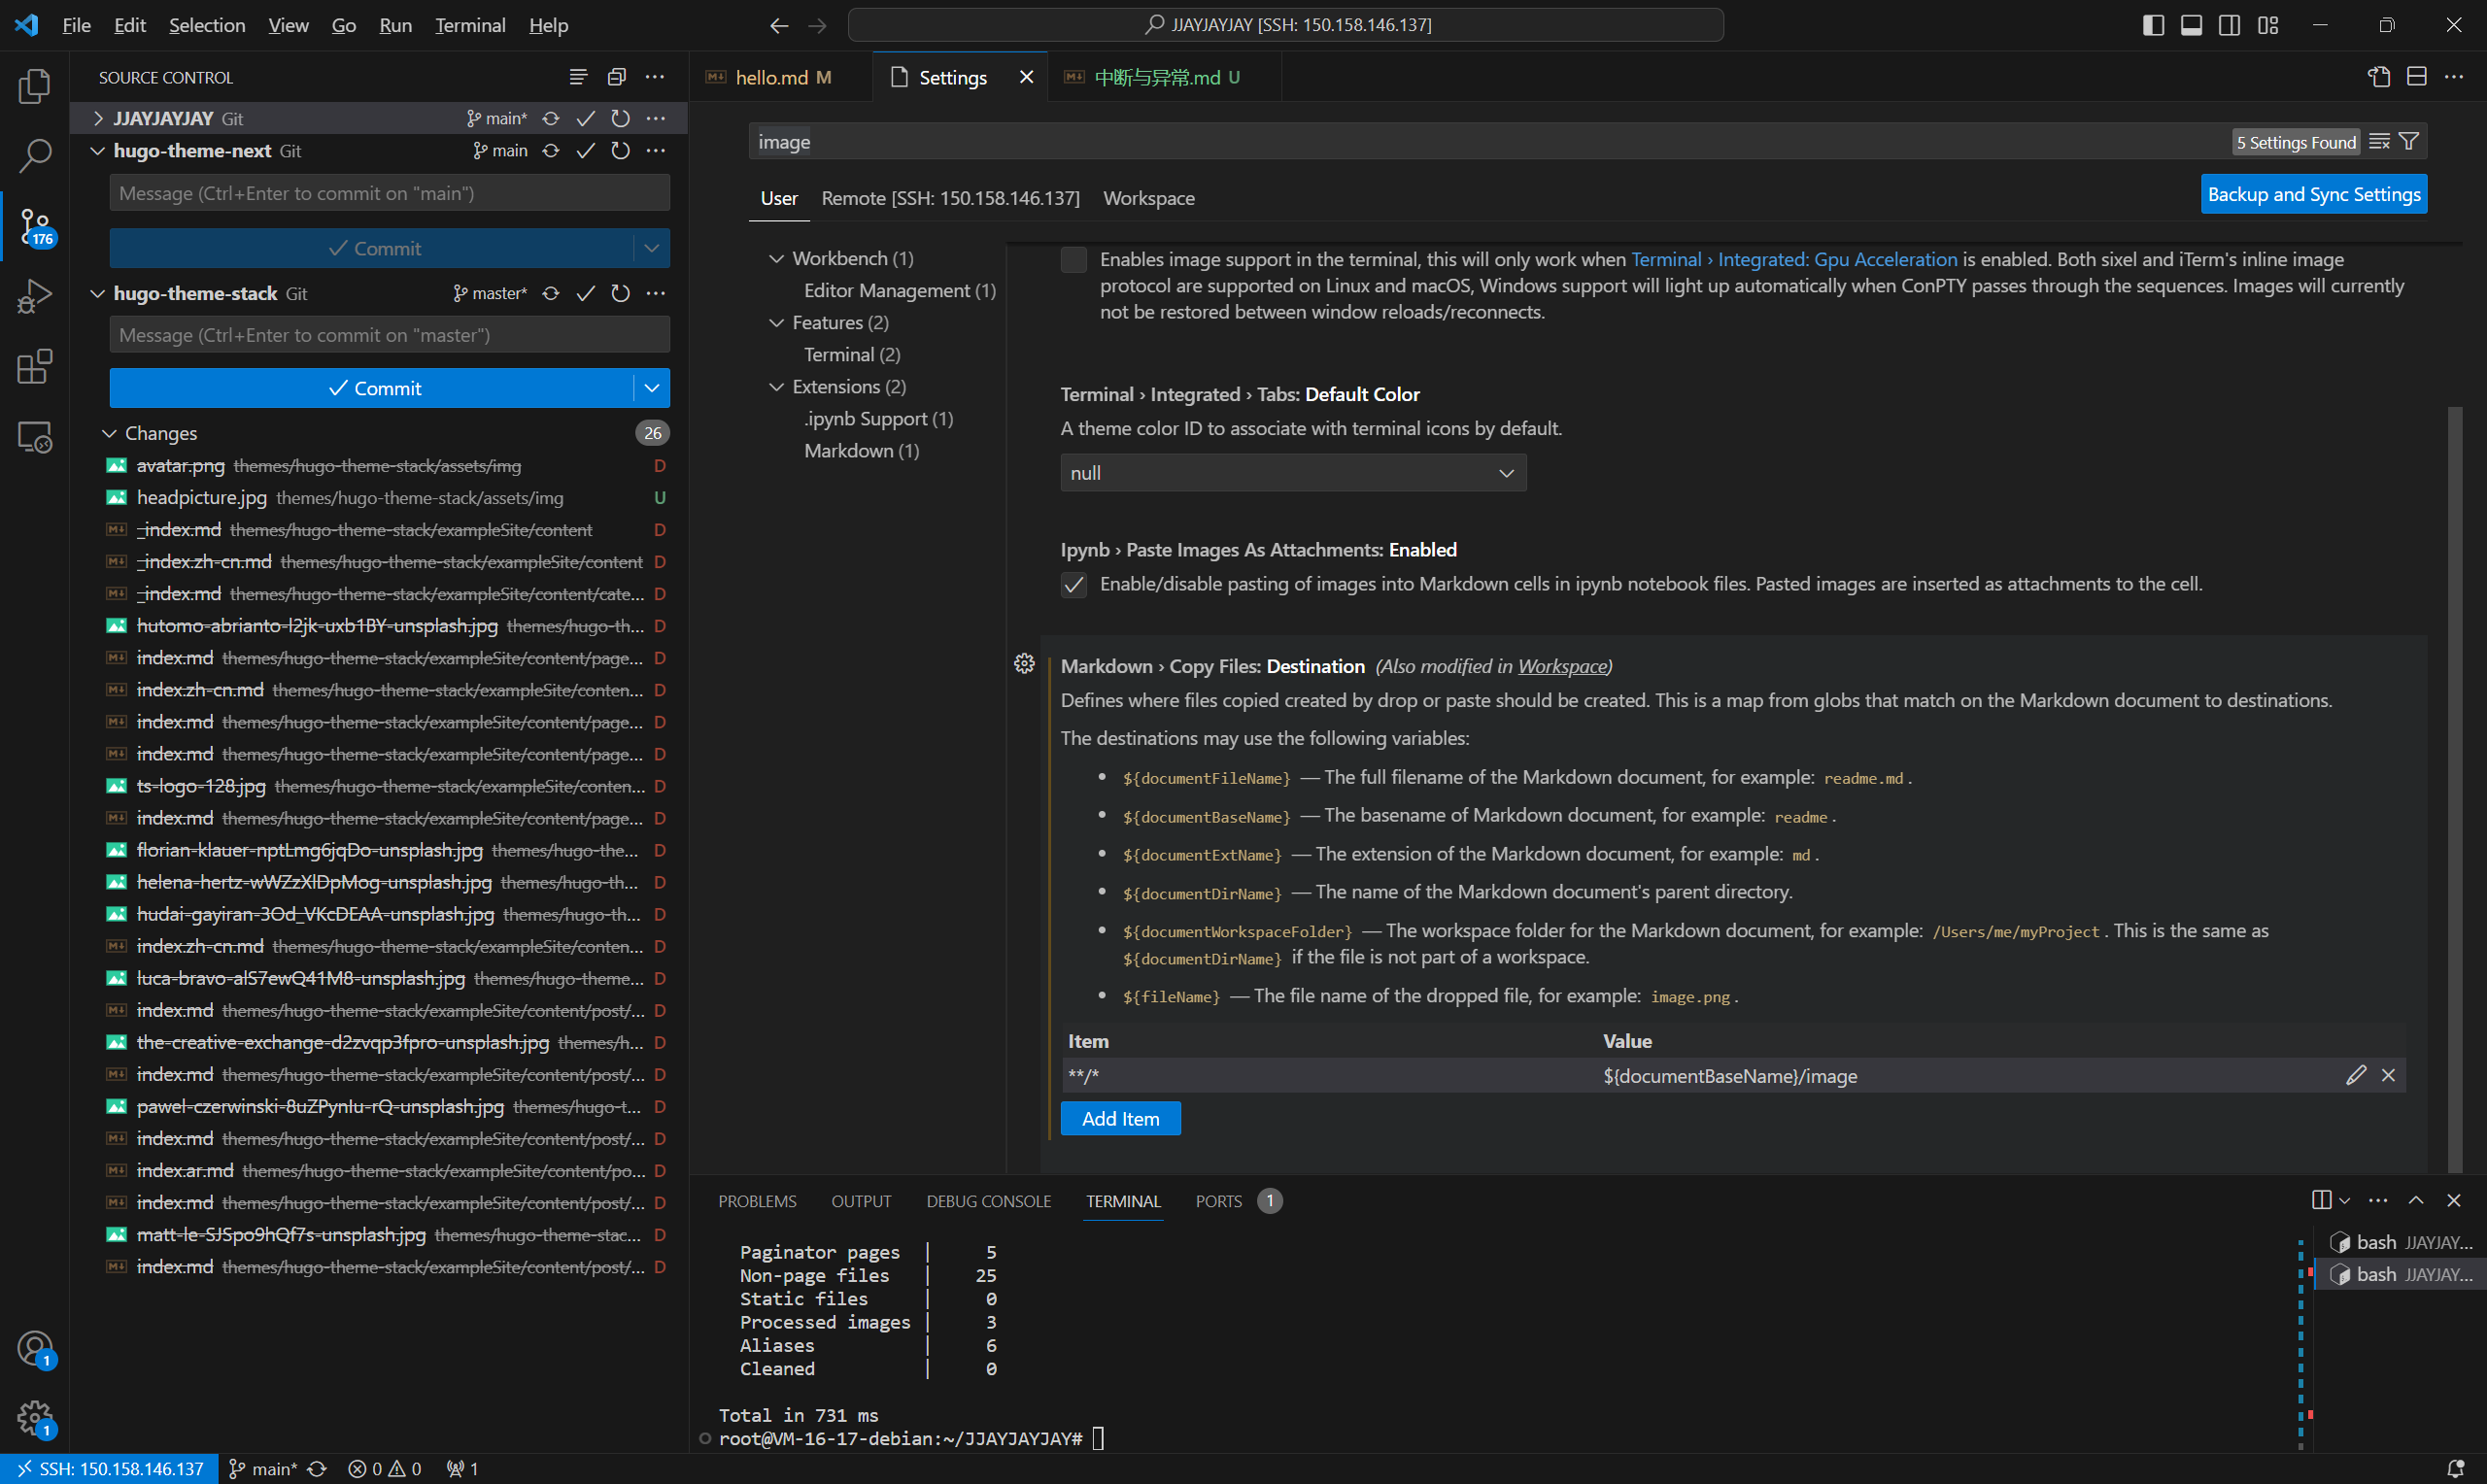 File Edit Selection View Go Run Terminal Help
JJAYJAYJAY [SSH: 150.158.146.137]
SOURCE CONTROL
JJAYJAYJAY Git main*
hugo-theme-next Git main
Message (Ctrl+Enter to commit on "main")
Commit
hugo-theme-stack Git master*
Message (Ctrl+Enter to commit on "master")
Commit
Changes 26
avatar.png themes/hugo-theme-stack/assets/img D
headpicture.jpg themes/hugo-theme-stack/assets/img U
_index.md themes/hugo-theme-stack/exampleSite/content D
_index.zh-cn.md themes/hugo-theme-stack/exampleSite/content D
_index.md themes/hugo-theme-stack/exampleSite/content/cate... D
hutomo-abrianto-l2jk-uxb1BY-unsplash.jpg themes/hugo-th... D
index.md themes/hugo-theme-stack/exampleSite/content/page... D
index.zh-cn.md themes/hugo-theme-stack/exampleSite/conten... D
index.md themes/hugo-theme-stack/exampleSite/content/page... D
index.md themes/hugo-theme-stack/exampleSite/content/page... D
ts-logo-128.jpg themes/hugo-theme-stack/exampleSite/conten... D
index.md themes/hugo-theme-stack/exampleSite/content/page... D
florian-klauer-nptLmg6jqDo-unsplash.jpg themes/hugo-the... D
helena-hertz-wWZzXlDpMog-unsplash.jpg themes/hugo-th... D
hudai-gayiran-3Od_VKcDEAA-unsplash.jpg themes/hugo-th... D
index.zh-cn.md themes/hugo-theme-stack/exampleSite/conten... D
luca-bravo-alS7ewQ41M8-unsplash.jpg themes/hugo-theme... D
index.md themes/hugo-theme-stack/exampleSite/content/post/... D
the-creative-exchange-d2zvqp3fpro-unsplash.jpg themes/h... D
index.md themes/hugo-theme-stack/exampleSite/content/post/... D
pawel-czerwinski-8uZPynIu-rQ-unsplash.jpg themes/hugo-t... D
index.md themes/hugo-theme-stack/exampleSite/content/post/... D
index.ar.md themes/hugo-theme-stack/exampleSite/content/po... D
index.md themes/hugo-theme-stack/exampleSite/content/post/... D
matt-le-SJSpo9hQf7s-unsplash.jpg themes/hugo-theme-stac... D
index.md themes/hugo-theme-stack/exampleSite/content/post/... D
176
1
1
hello.md M Settings 中断与异常.md U
image 5 Settings Found
User Remote [SSH: 150.158.146.137] Workspace Backup and Sync Settings
Workbench (1)
Editor Management (1)
Features (2)
Terminal (2)
Extensions (2)
.ipynb Support (1)
Markdown (1)
Enables image support in the terminal, this will only work when Terminal › Integrated: Gpu Acceleration is enabled. Both sixel and iTerm's inline image
protocol are supported on Linux and macOS, Windows support will light up automatically when ConPTY passes through the sequences. Images will currently
not be restored between window reloads/reconnects.
Terminal › Integrated › Tabs: Default Color
A theme color ID to associate with terminal icons by default.
null
Ipynb › Paste Images As Attachments: Enabled
Enable/disable pasting of images into Markdown cells in ipynb notebook files. Pasted images are inserted as attachments to the cell.
Markdown › Copy Files: Destination (Also modified in Workspace)
Defines where files copied created by drop or paste should be created. This is a map from globs that match on the Markdown document to destinations.
The destinations may use the following variables:
• ${documentFileName} — The full filename of the Markdown document, for example: readme.md.
• ${documentBaseName} — The basename of Markdown document, for example: readme.
• ${documentExtName} — The extension of the Markdown document, for example: md.
• ${documentDirName} — The name of the Markdown document's parent directory.
• ${documentWorkspaceFolder} — The workspace folder for the Markdown document, for example: /Users/me/myProject. This is the same as
${documentDirName} if the file is not part of a workspace.
• ${fileName} — The file name of the dropped file, for example: image.png.
Item Value
**/* ${documentBaseName}/image
Add Item
PROBLEMS OUTPUT DEBUG CONSOLE TERMINAL PORTS 1
Paginator pages | 5
Non-page files | 25
Static files | 0
Processed images | 3
Aliases | 6
Cleaned | 0
Total in 731 ms
root@VM-16-17-debian:~/JJAYJAYJAY#
bash JJAYJAY...
bash JJAYJAY...
SSH: 150.158.146.137 main* 0 0 1